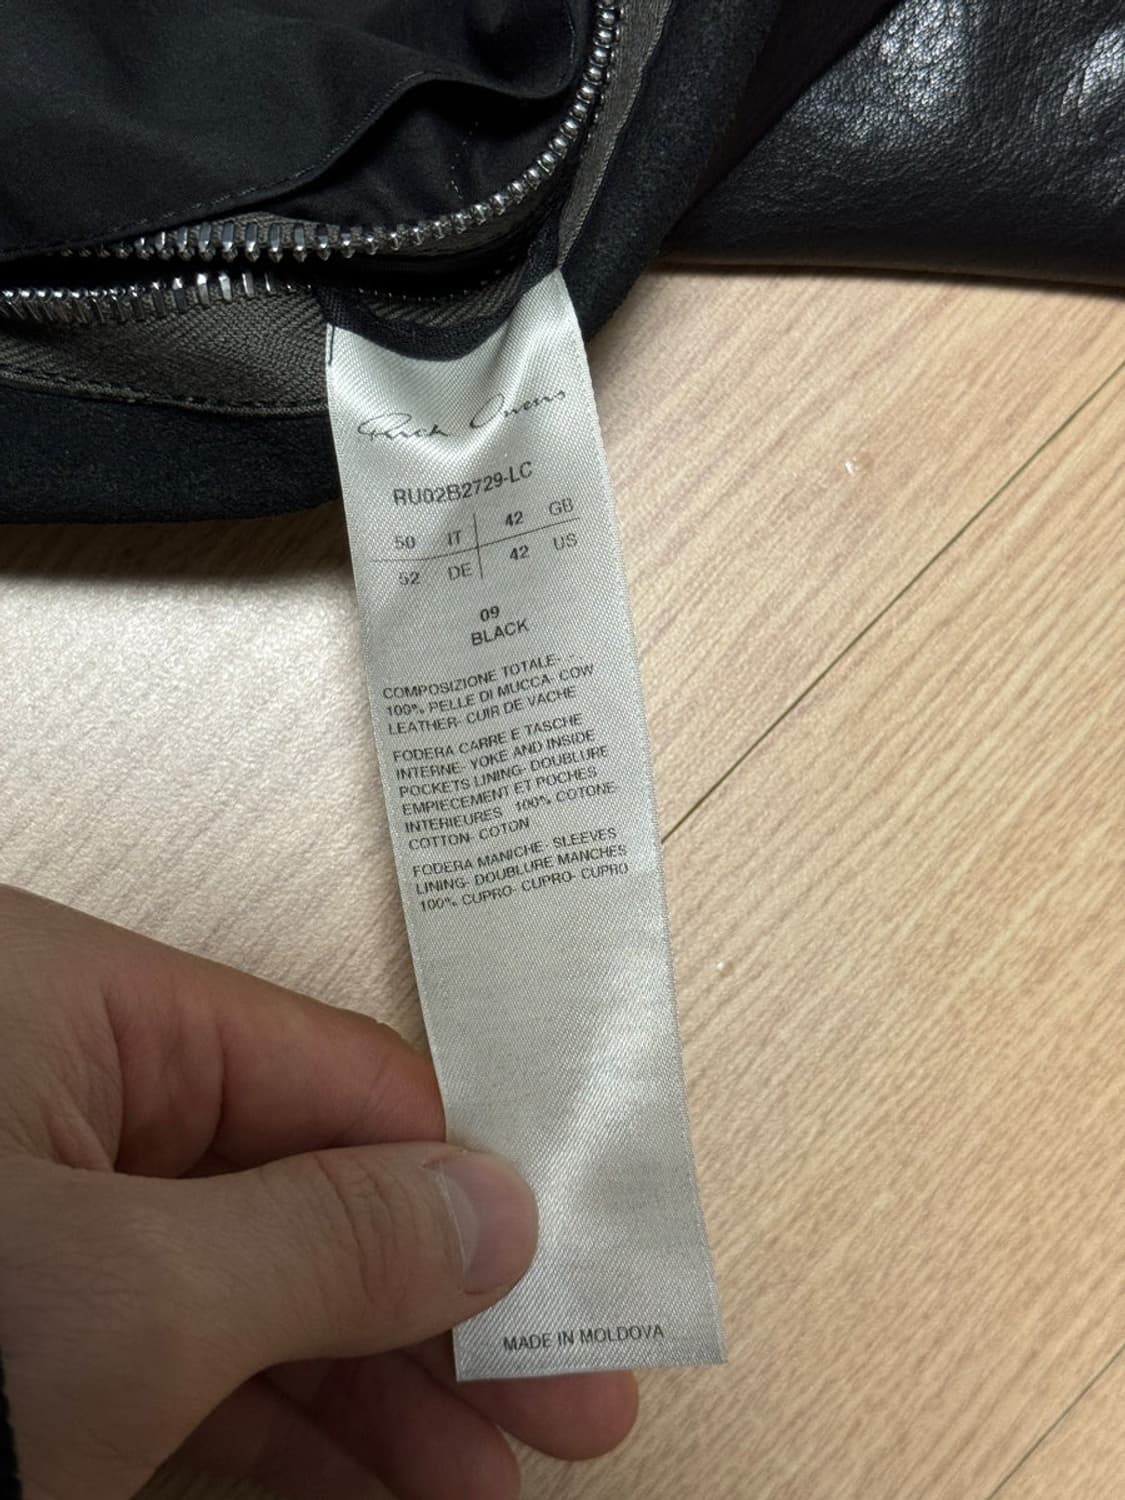 Rick Owens
RU02B2729-LC
50 IT 42 GB
52 DE 42 US
09
BLACK
COMPOSIZIONE TOTALE- -
100% PELLE DI MUCCA- COW
LEATHER- CUIR DE VACHE
FODERA CARRE E TASCHE
INTERNE- YOKE AND INSIDE
POCKETS LINING- DOUBLURE
EMPIECEMENT ET POCHES
INTERIEURES 100% COTONE-
COTTON- COTON
FODERA MANICHE- SLEEVES
LINING- DOUBLURE MANCHES
100% CUPRO- CUPRO- CUPRO
MADE IN MOLDOVA